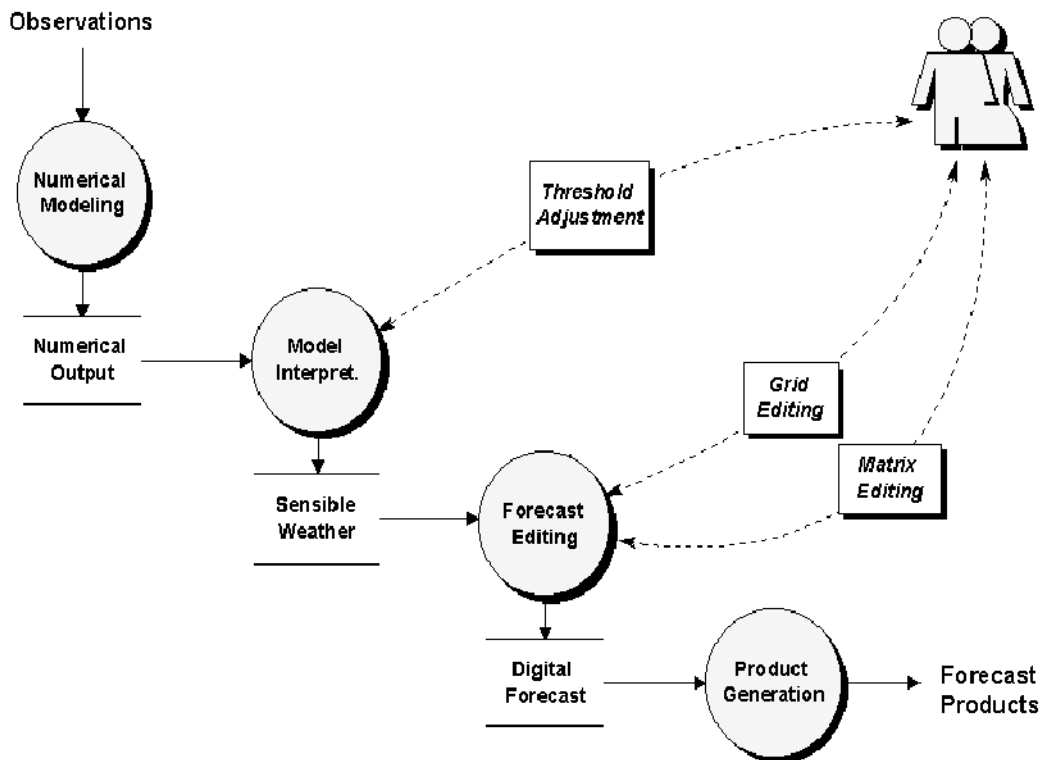 Observations
Numerical
Modeling
Threshold
Adjustment
Numerical
Output
Model
Interpret.
Grid
Editing
Matrix
Editing
Sensible
Weather
Forecast
Editing
Digital
Forecast
Product
Generation
Forecast
Products